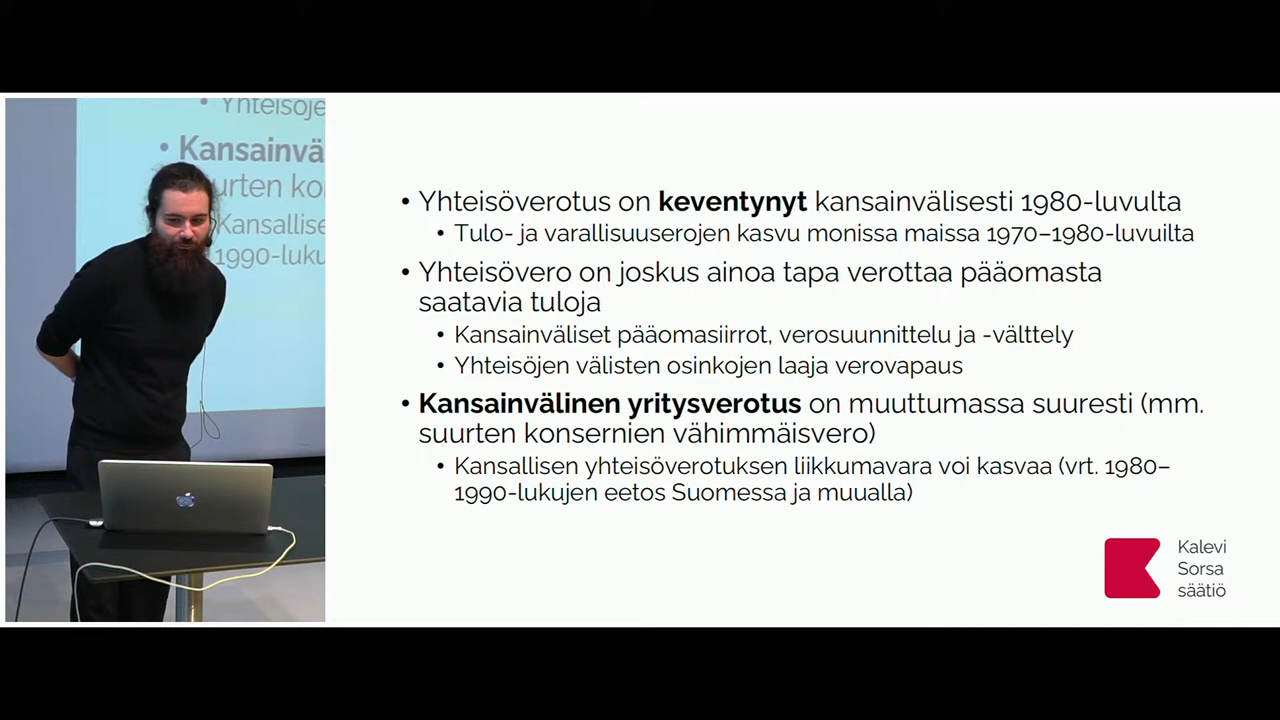 • Yhteisöje
• Kansainvä
urten ko
Kansallise
1990-luku
• Yhteisöverotus on keventynyt kansainvälisesti 1980-luvulta
• Tulo- ja varallisuuserojen kasvu monissa maissa 1970–1980-luvuilta
• Yhteisövero on joskus ainoa tapa verottaa pääomasta
saatavia tuloja
• Kansainväliset pääomasiirrot, verosuunnittelu ja -välttely
• Yhteisöjen välisten osinkojen laaja verovapaus
• Kansainvälinen yritysverotus on muuttumassa suuresti (mm.
suurten konsernien vähimmäisvero)
• Kansallisen yhteisöverotuksen liikkumavara voi kasvaa (vrt. 1980–
1990-lukujen eetos Suomessa ja muualla)
Kalevi
Sorsa
säätiö